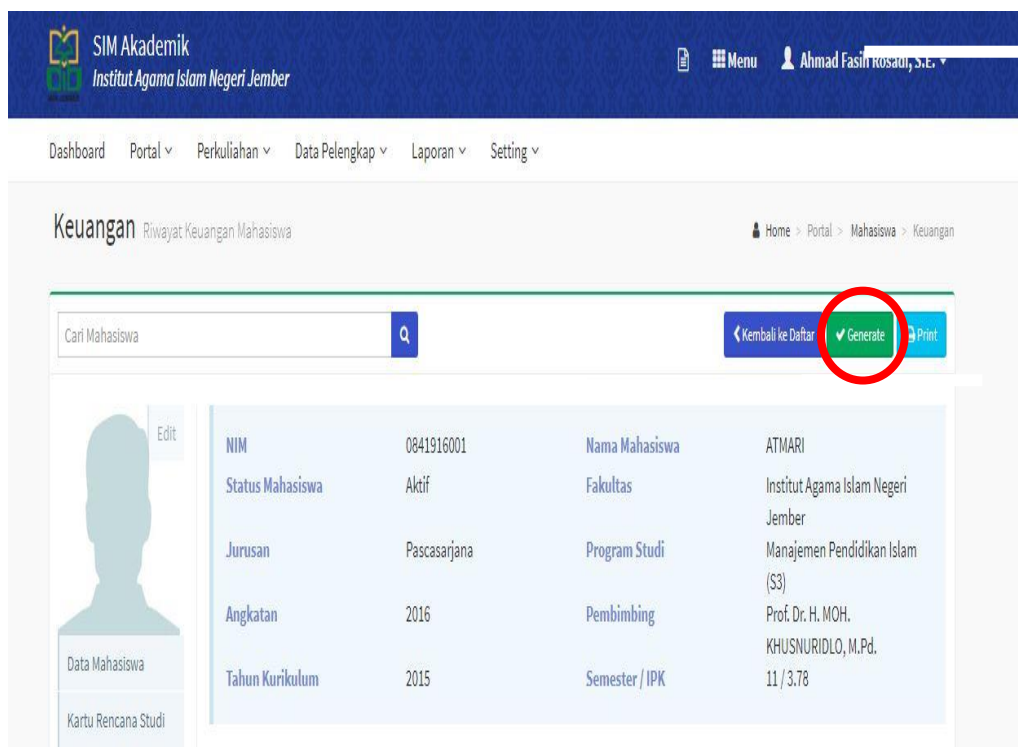 SIM Akademik
Institut Agama Islam Negeri Jember
Menu
Ahmad Fasih Rosadi, S.E.
Dashboard Portal Perkuliahan Data Pelengkap Laporan Setting
Keuangan Riwayat Keuangan Mahasiswa
Home > Portal > Mahasiswa > Keuangan
Cari Mahasiswa
Kembali ke Daftar Generate Print
Edit
NIM 0841916001 Nama Mahasiswa ATMARI
Status Mahasiswa Aktif Fakultas Institut Agama Islam Negeri
Jember
Jurusan Pascasarjana Program Studi Manajemen Pendidikan Islam
(S3)
Angkatan 2016 Pembimbing Prof. Dr. H. MOH.
KHUSNURIDLO, M.Pd.
Data Mahasiswa
Tahun Kurikulum 2015 Semester / IPK 11 / 3.78
Kartu Rencana Studi